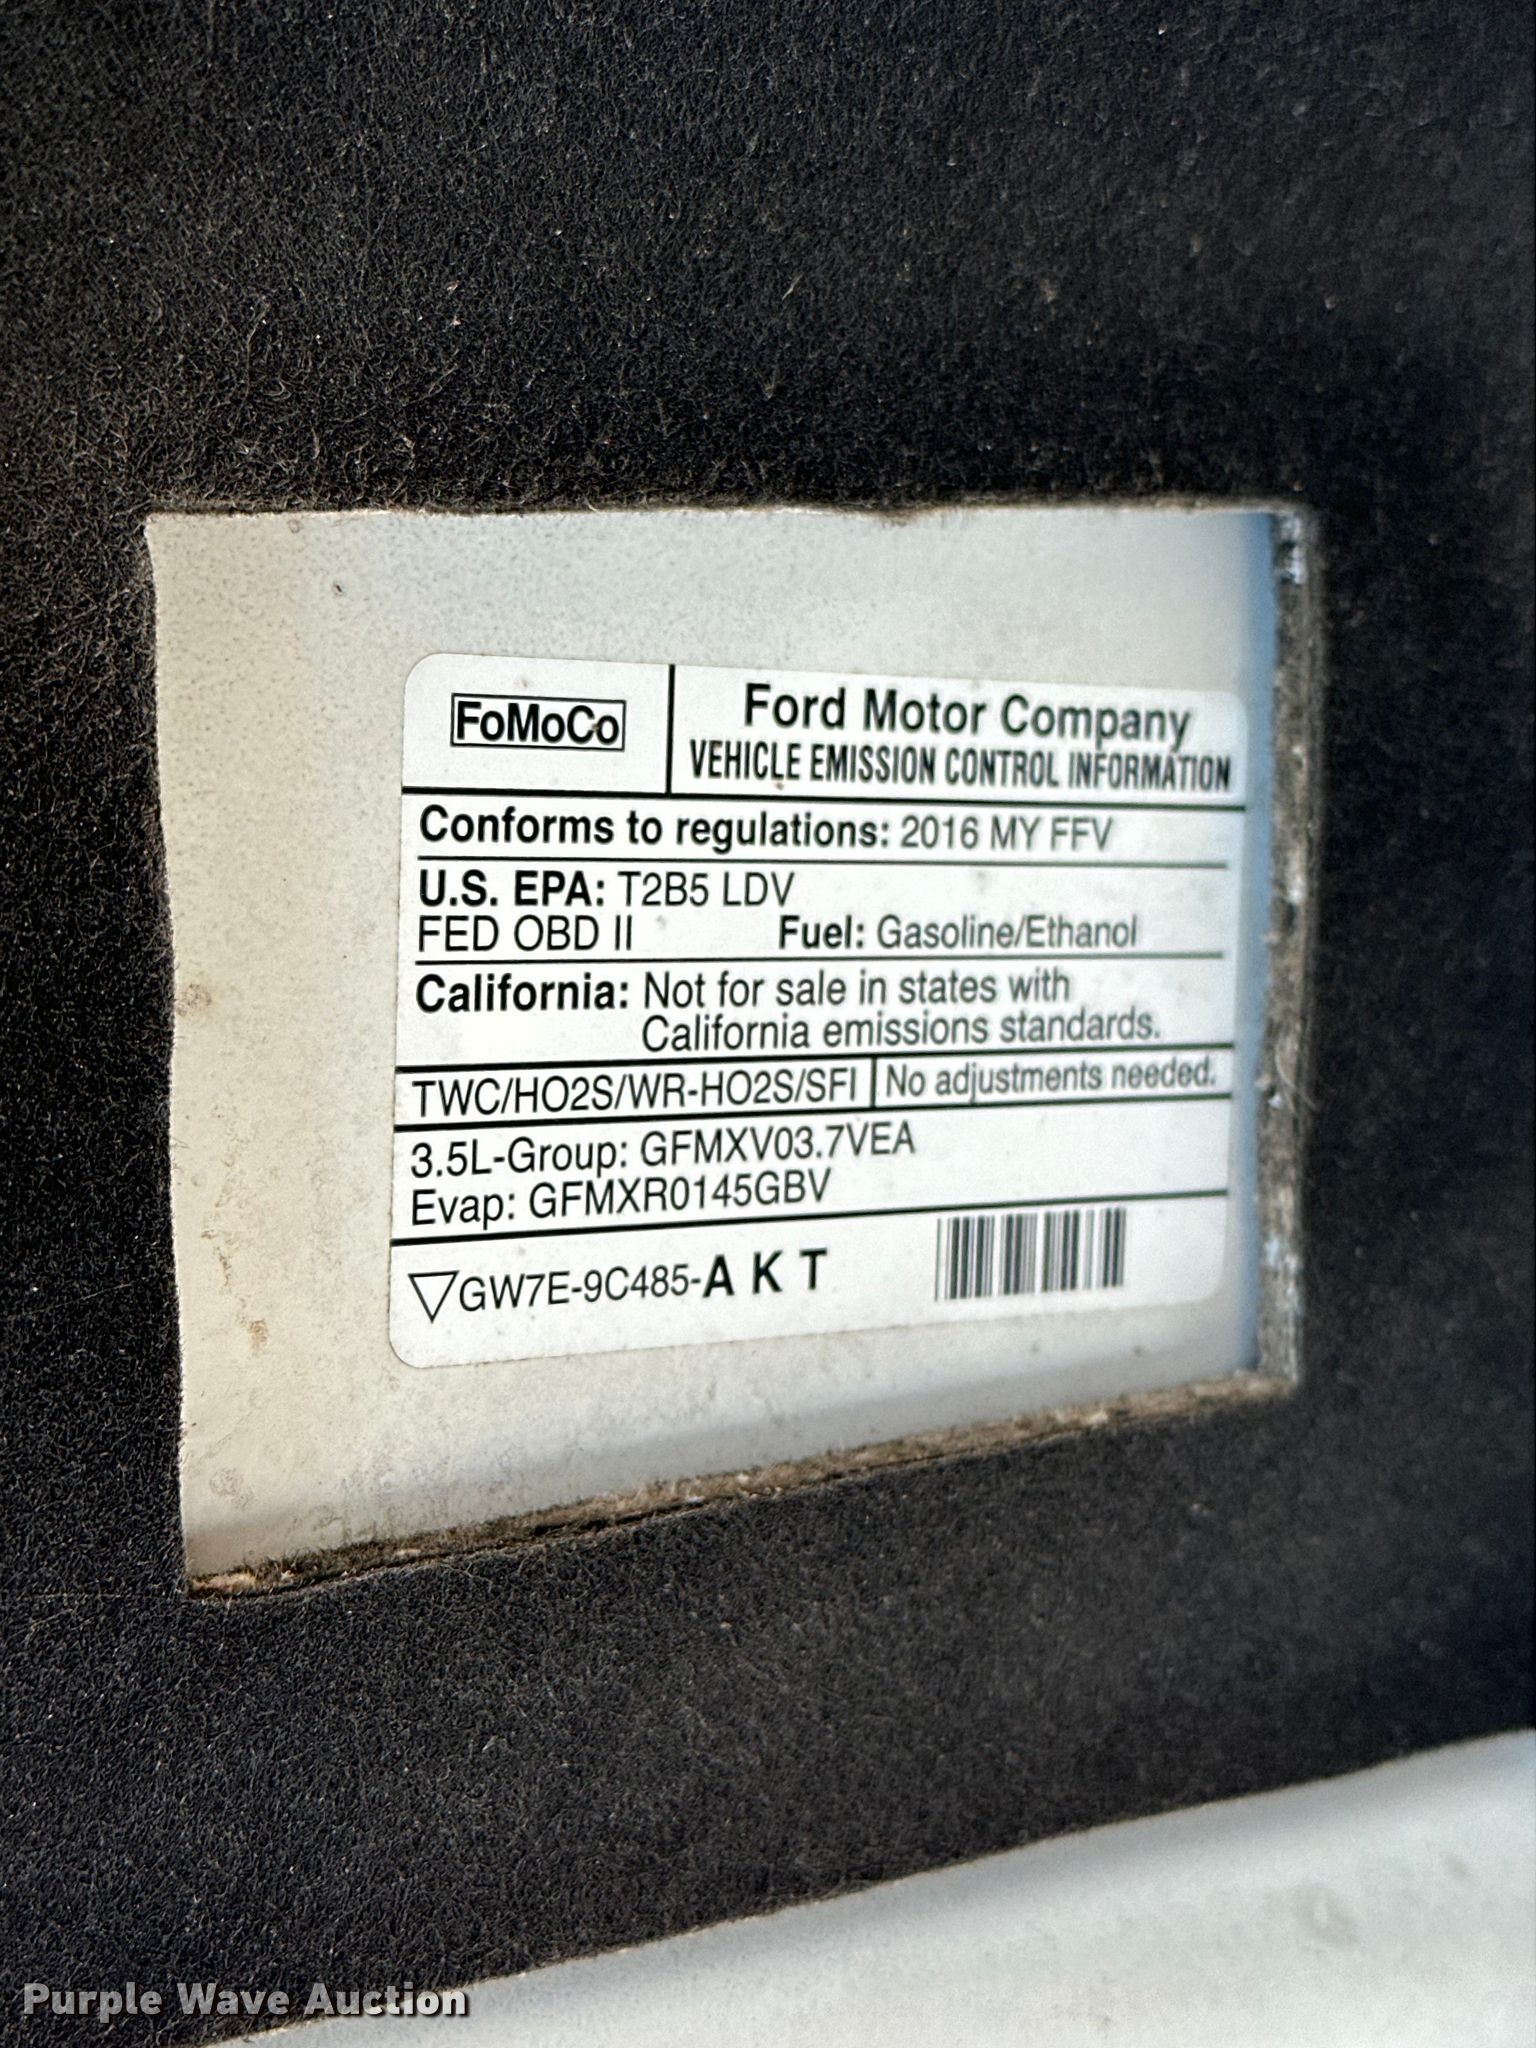 FoMoCo
Ford Motor Company
VEHICLE EMISSION CONTROL INFORMATION
Conforms to regulations: 2016 MY FFV
U.S. EPA: T2B5 LDV
FED OBD II Fuel: Gasoline/Ethanol
California: Not for sale in states with
California emissions standards.
TWC/HO2S/WR-HO2S/SFI No adjustments needed.
3.5L-Group: GFMXV03.7VEA
Evap: GFMXR0145GBV
GW7E-9C485-A K T
Purple Wave Auction